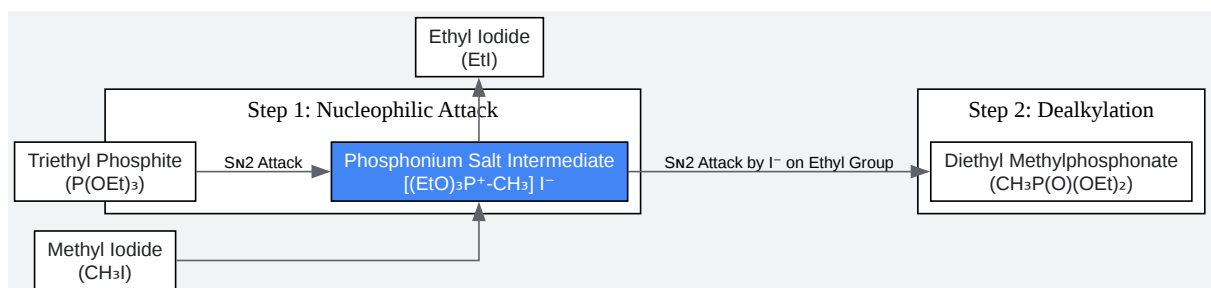 Ethyl Iodide
(EtI)
Step 1: Nucleophilic Attack
Step 2: Dealkylation
Triethyl Phosphite
(P(OEt)₃)
Sɴ2 Attack
Phosphonium Salt Intermediate
[(EtO)₃P⁺-CH₃] I⁻
Sɴ2 Attack by I⁻ on Ethyl Group
Diethyl Methylphosphonate
(CH₃P(O)(OEt)₂)
Methyl Iodide
(CH₃I)